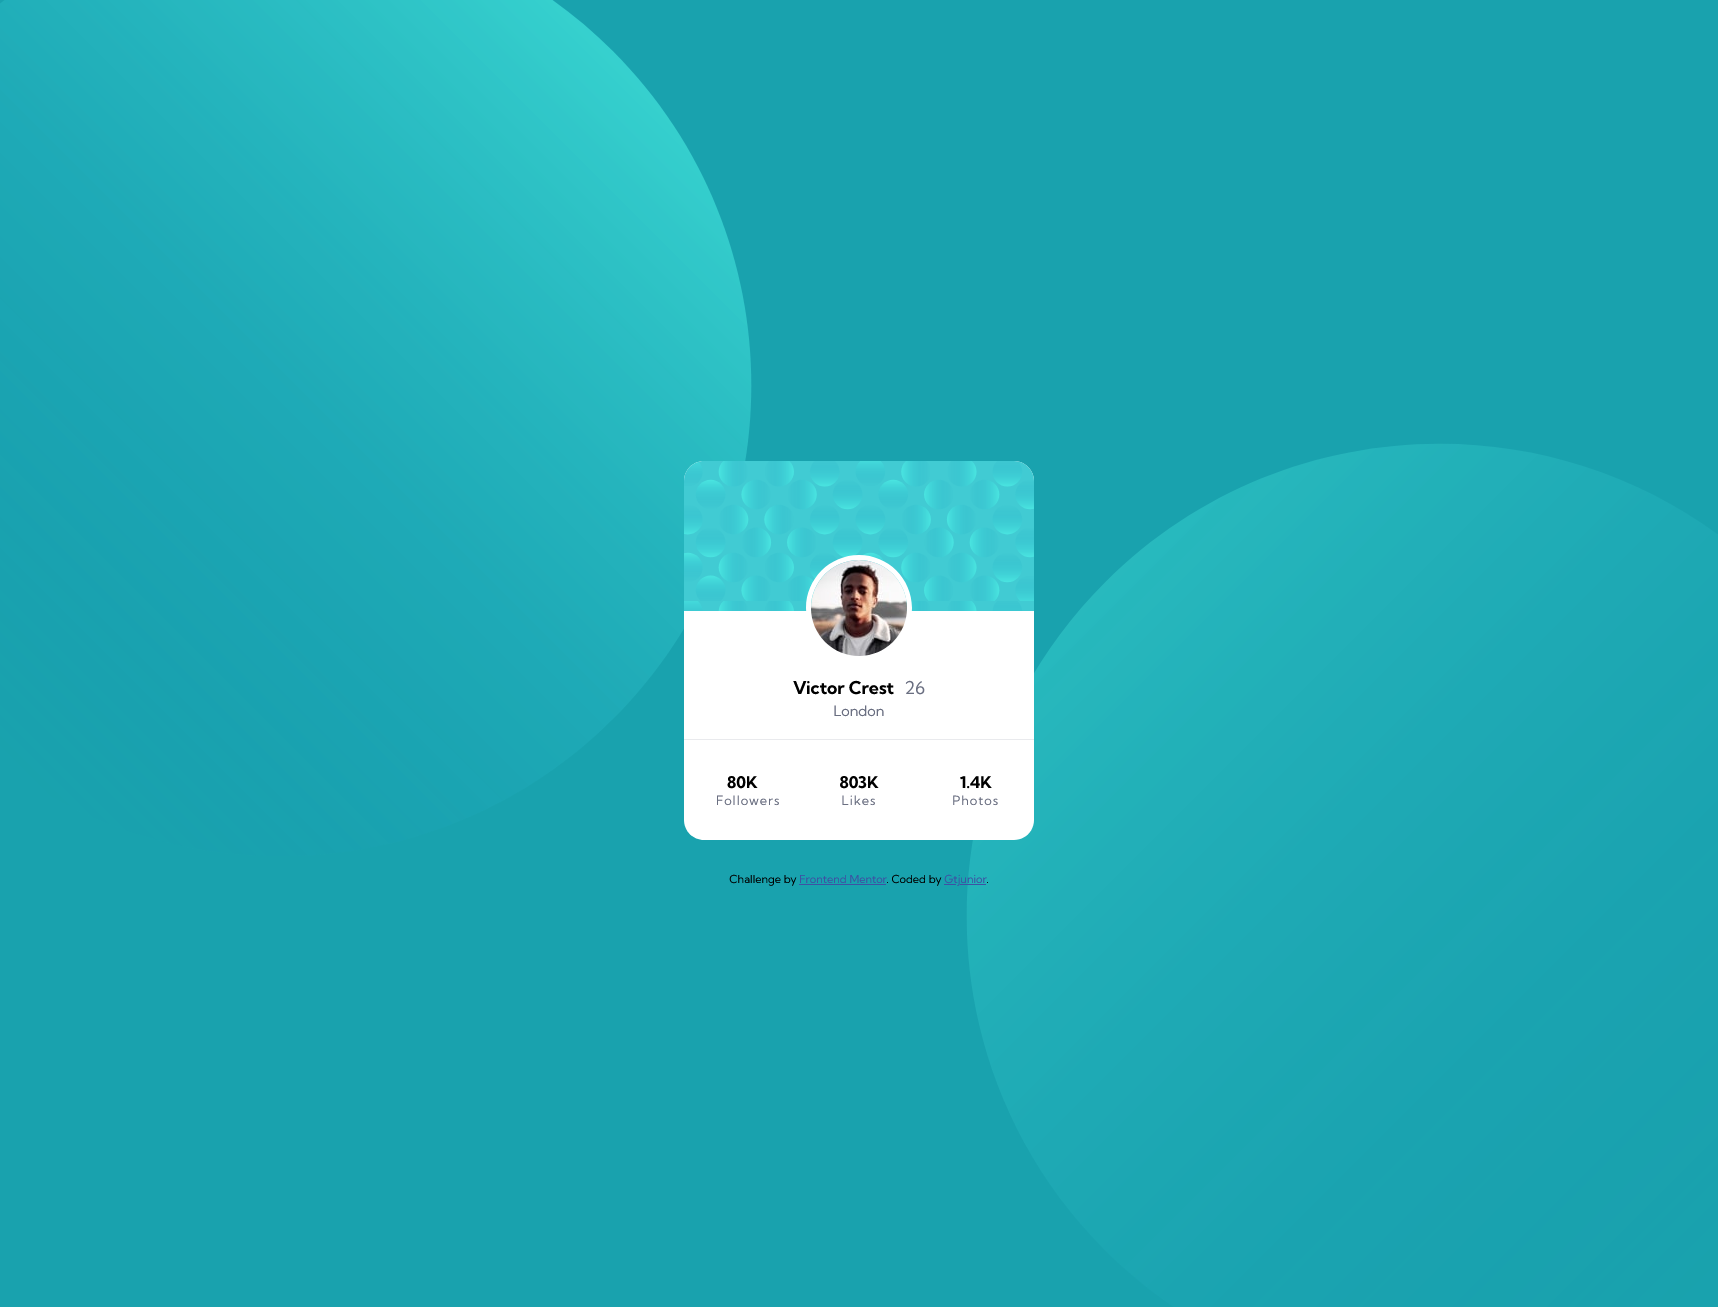 Victor Crest 26
London
80K 803K 1.4K
Followers Likes Photos
Challenge by Frontend Mentor. Coded by Gtjunior.